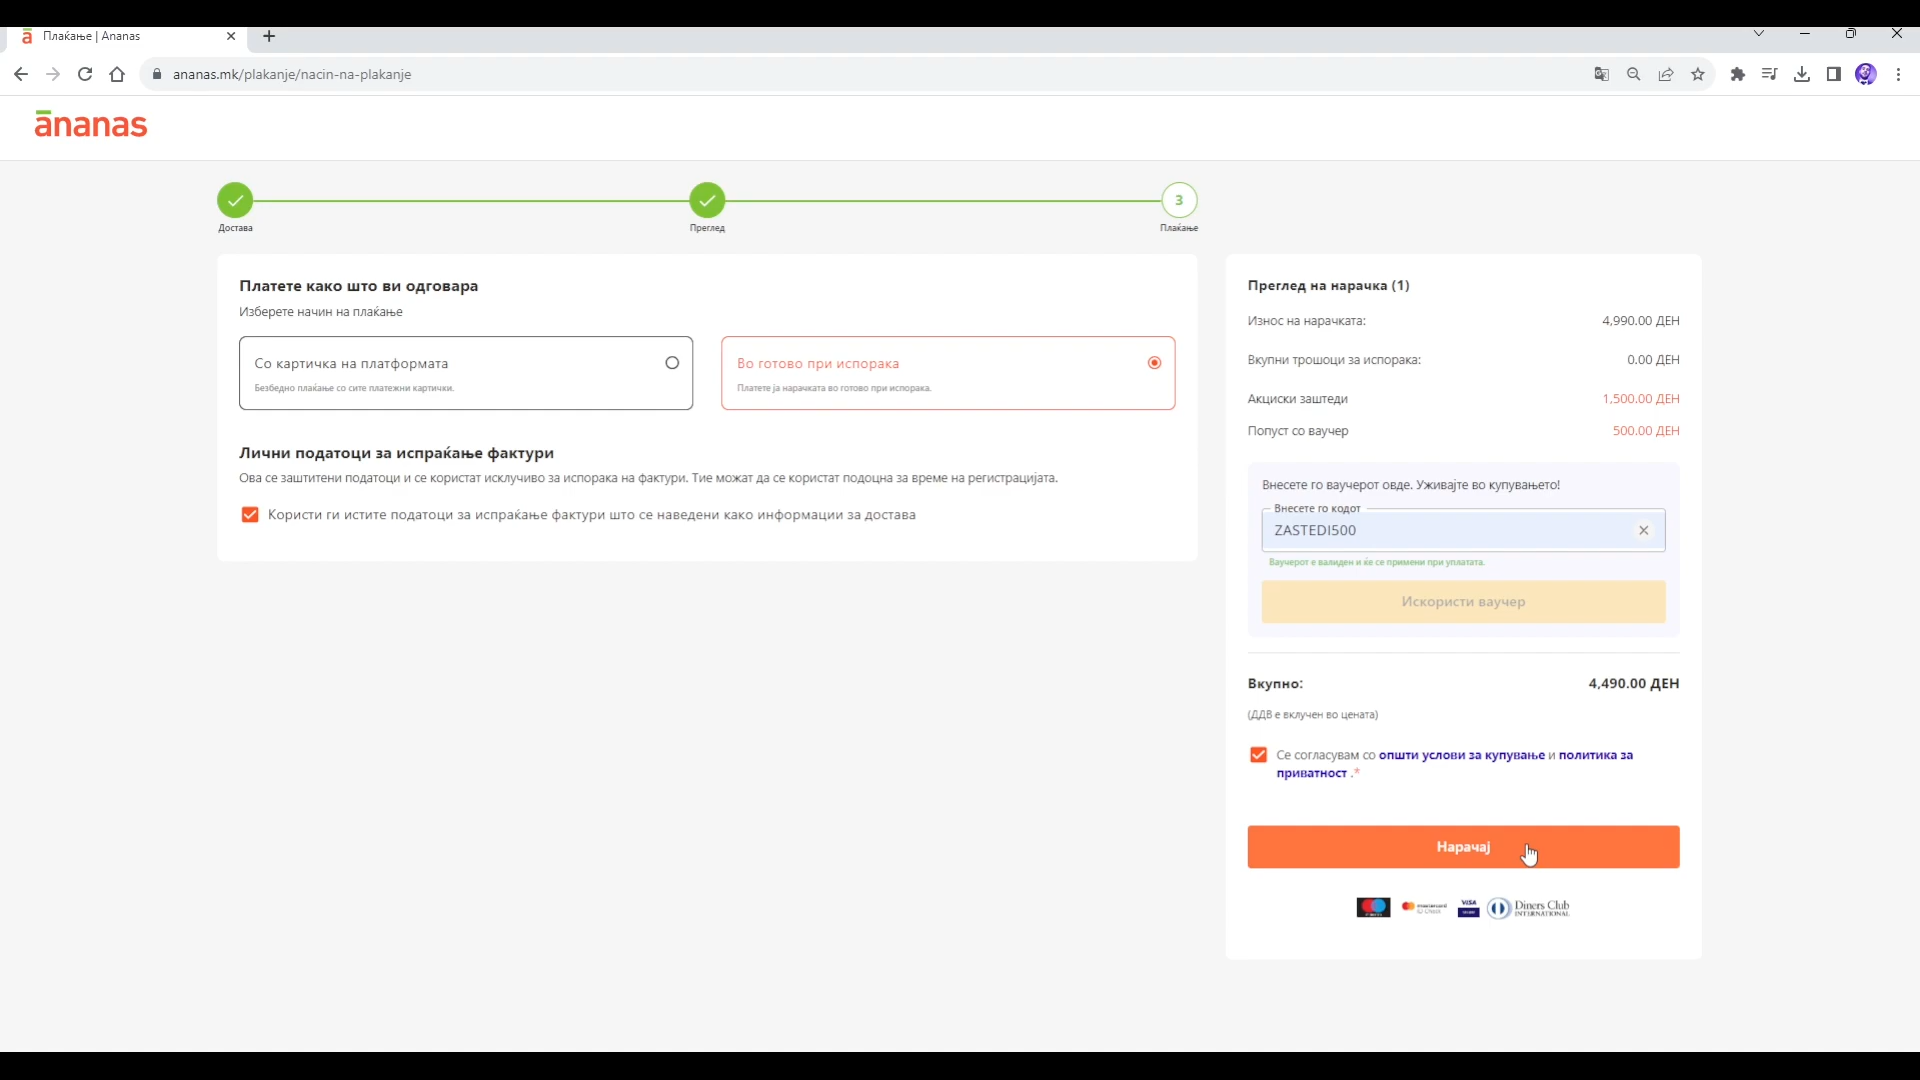 Плаќање | Ananas
ananas.mk/plakanje/nacin-na-plakanje
ananas
3
Достава
Преглед
Плаќање
Платете како што ви одговара
Изберете начин на плаќање
Со картичка на платформата
Безбедно плаќање со сите платежни картички.
Во готово при испорака
Платете ја нарачката во готово при испорака.
Лични податоци за испраќање фактури
Ова се заштитени податоци и се користат исклучиво за испорака на фактури. Тие можат да се користат подоцна за време на регистрацијата.
Користи ги истите податоци за испраќање фактури што се наведени како информации за достава
Преглед на нарачка (1)
Износ на нарачката: 4,990.00 ДЕН
Вкупни трошоци за испорака: 0.00 ДЕН
Акциски заштеди 1,500.00 ДЕН
Попуст со ваучер 500.00 ДЕН
Внесете го ваучерот овде. Уживајте во купувањето!
Внесете го кодот
ZASTEDI500
Ваучерот е валиден и ќе се примени при уплатата.
Искористи ваучер
Вкупно: 4,490.00 ДЕН
(ДДВ е вклучен во цената)
Се согласувам со општи услови за купување и политика за
приватност .*
Нарачај
VISA
Diners Club
INTERNATIONAL